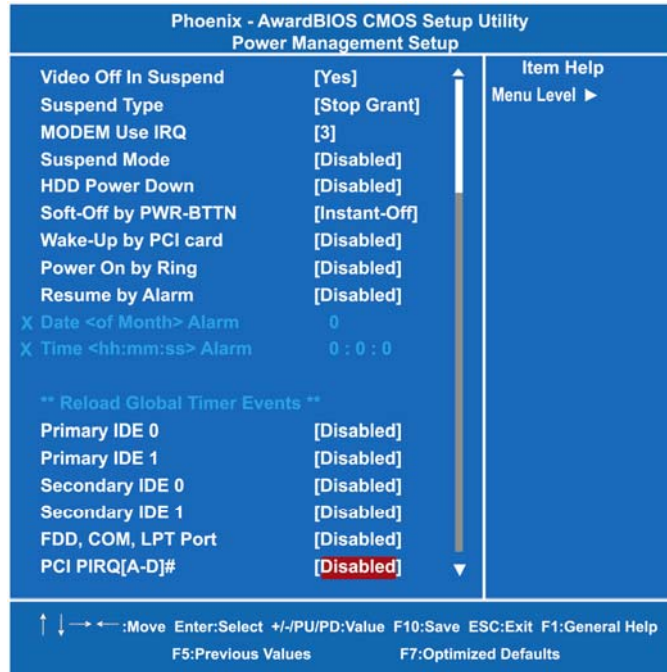 Phoenix - AwardBIOS CMOS Setup Utility
Power Management Setup
Video Off In Suspend [Yes]
Suspend Type [Stop Grant]
MODEM Use IRQ [3]
Suspend Mode [Disabled]
HDD Power Down [Disabled]
Soft-Off by PWR-BTTN [Instant-Off]
Wake-Up by PCI card [Disabled]
Power On by Ring [Disabled]
Resume by Alarm [Disabled]
X Date <of Month> Alarm 0
X Time <hh:mm:ss> Alarm 0 : 0 : 0
** Reload Global Timer Events **
Primary IDE 0 [Disabled]
Primary IDE 1 [Disabled]
Secondary IDE 0 [Disabled]
Secondary IDE 1 [Disabled]
FDD, COM, LPT Port [Disabled]
PCI PIRQ[A-D]# [Disabled]
Item Help
Menu Level ►
↑ ↓ → ← :Move Enter:Select +/-/PU/PD:Value F10:Save ESC:Exit F1:General Help
F5:Previous Values F7:Optimized Defaults